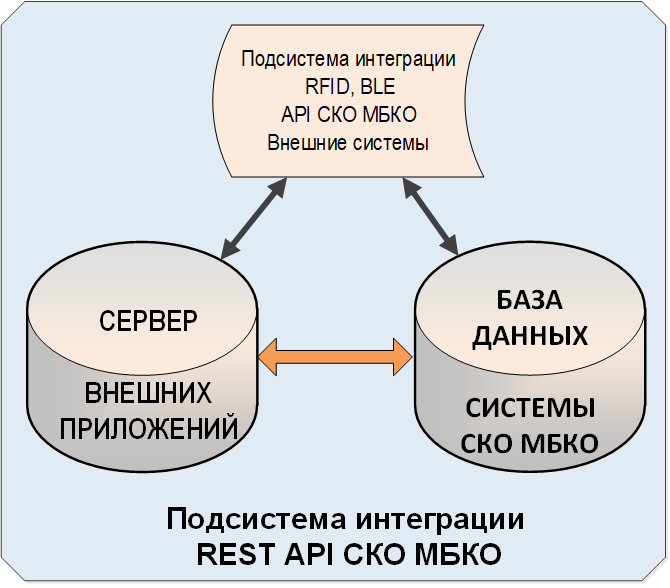 Подсистема интеграции
RFID, BLE
API СКО МБКО
Внешние системы
СЕРВЕР
ВНЕШНИХ
ПРИЛОЖЕНИЙ
БАЗА
ДАННЫХ
СИСТЕМЫ
СКО МБКО
Подсистема интеграции
REST API СКО МБКО